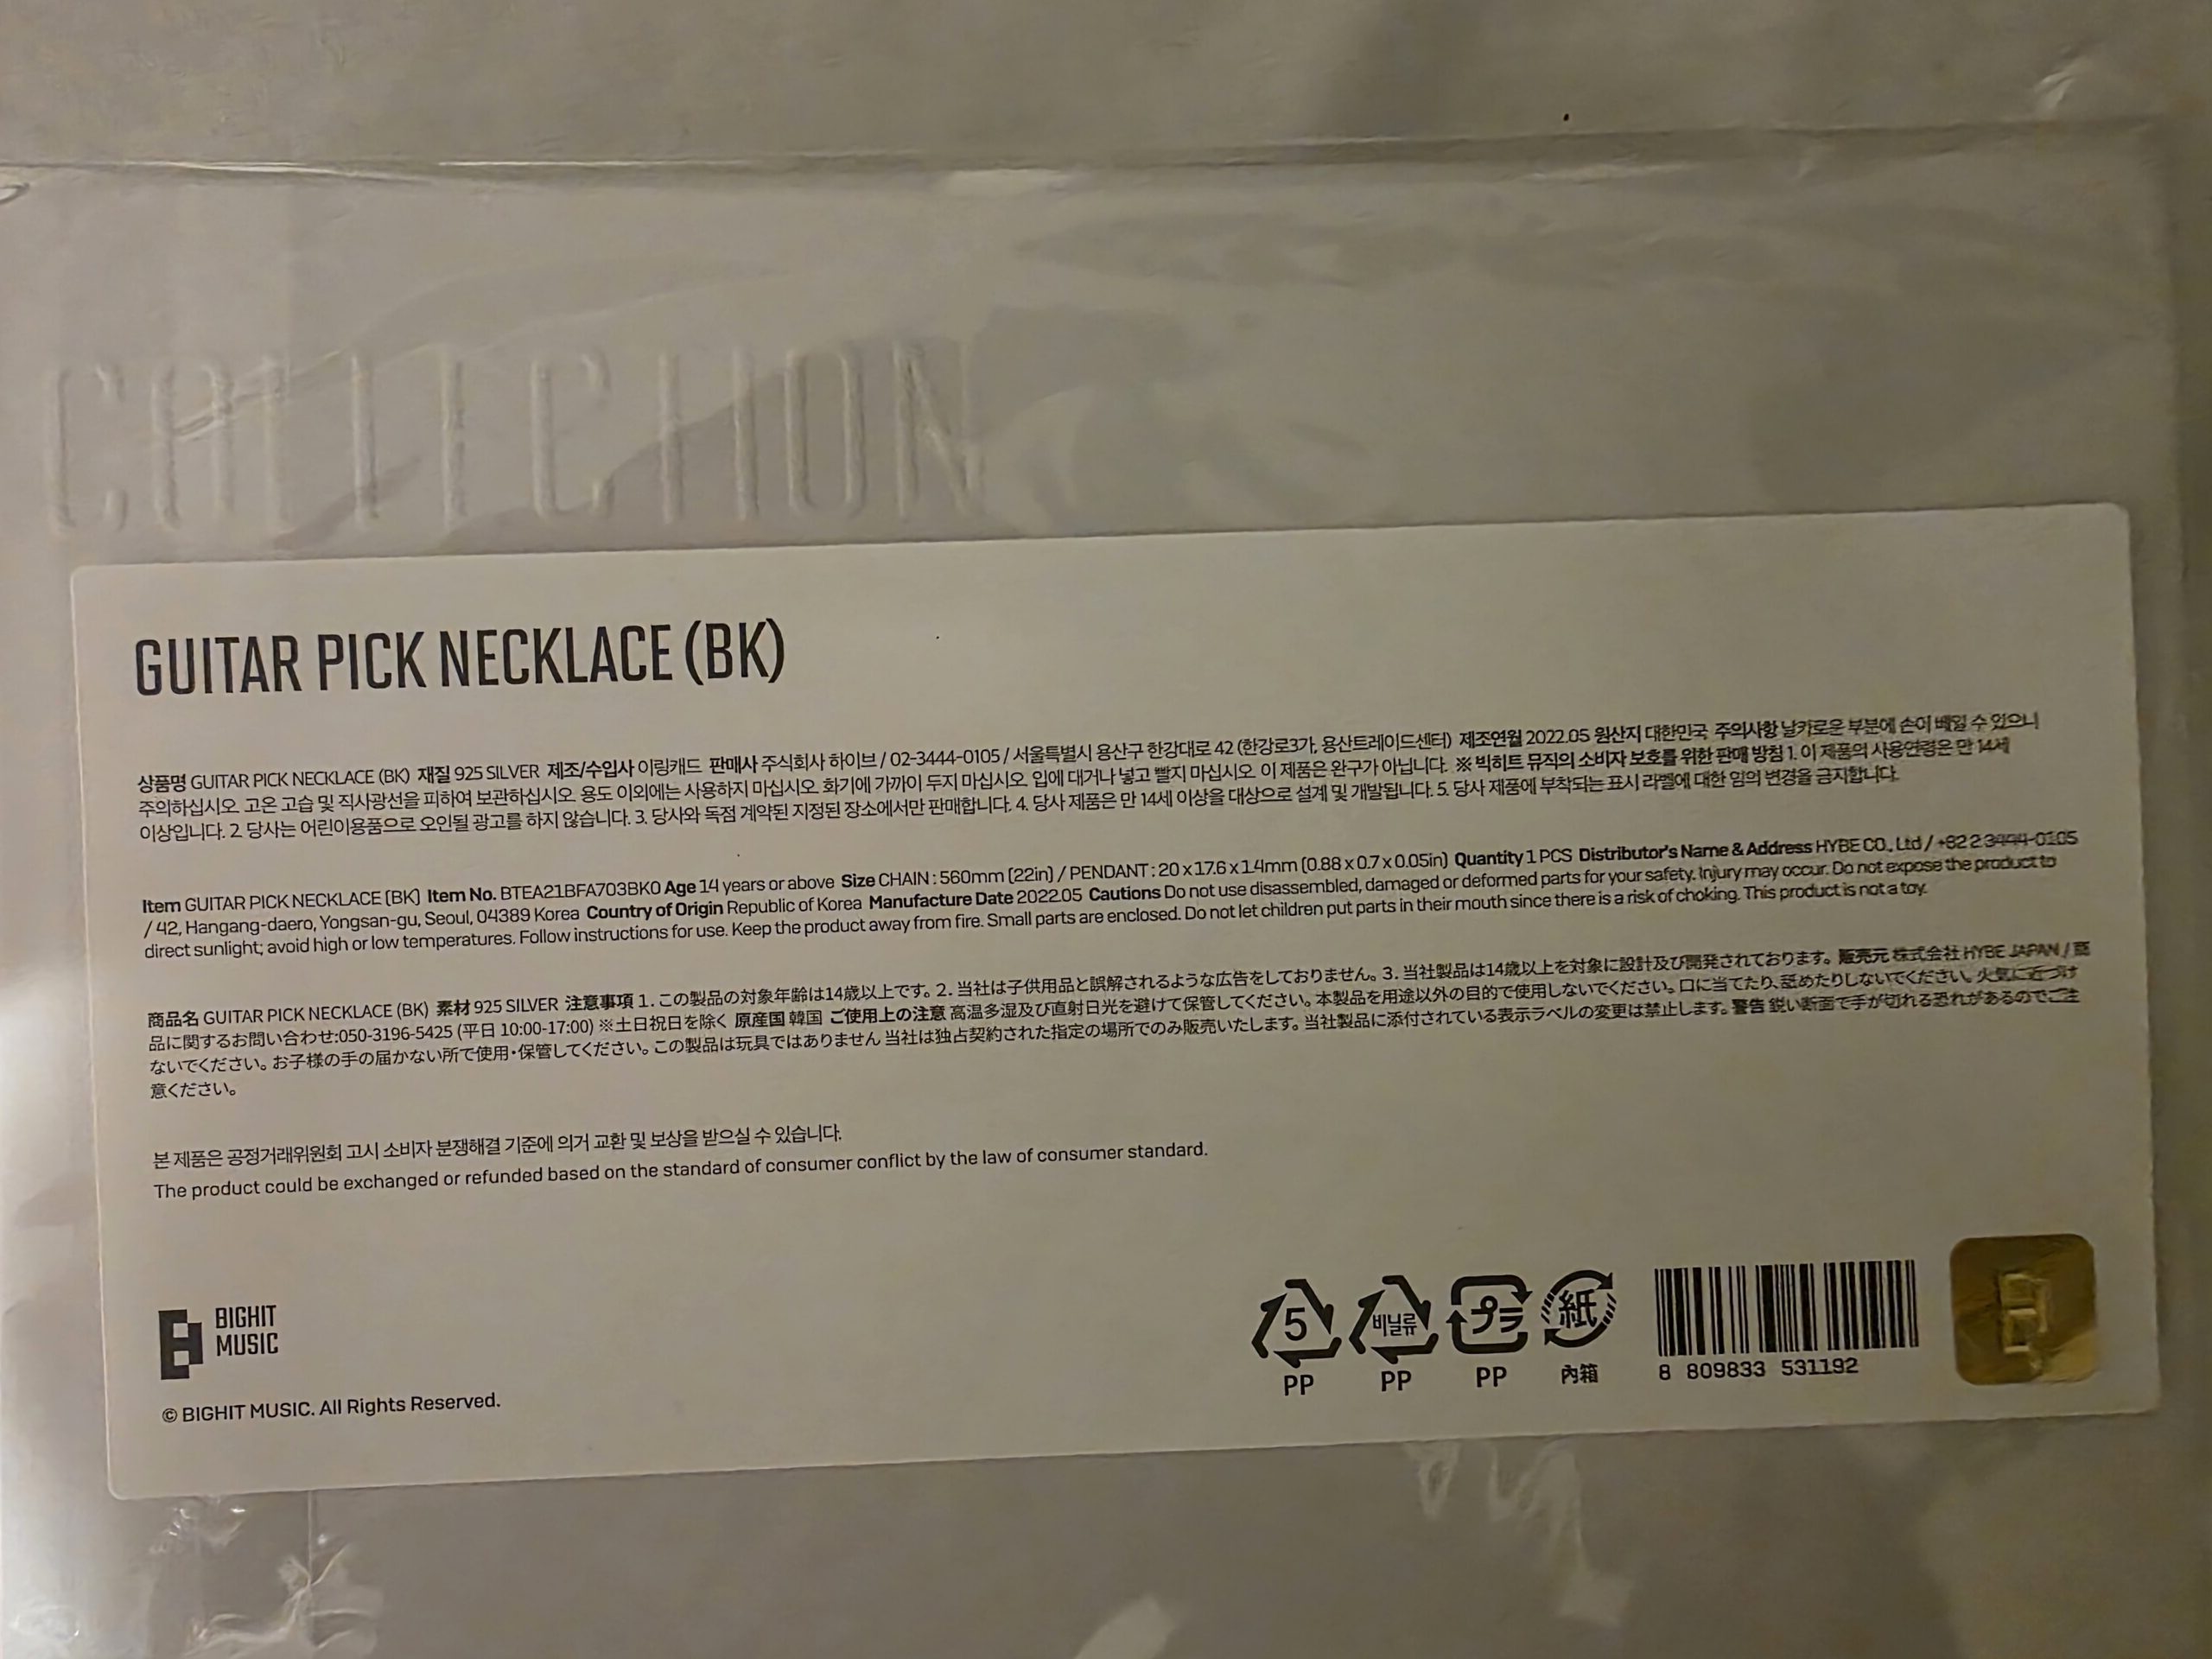 COLLECTION
GUITAR PICK NECKLACE (BK)
상품명 GUITAR PICK NECKLACE (BK) 재질 925 SILVER 제조/수입사 이링캐드 판매사 주식회사 하이브 / 02-3444-0105 / 서울특별시 용산구 한강대로 42 (한강로3가, 용산트레이드센터) 제조연월 2022.05 원산지 대한민국 주의사항 날카로운 부분에 손이 베일 수 있으니
주의하십시오. 고온 고습 및 직사광선을 피하여 보관하십시오. 용도 이외에는 사용하지 마십시오. 화기에 가까이 두지 마십시오. 입에 대거나 넣고 빨지 마십시오. 이 제품은 완구가 아닙니다. ※ 빅히트 뮤직의 소비자 보호를 위한 판매 방침 1. 이 제품의 사용연령은 만 14세
이상입니다. 2. 당사는 어린이용품으로 오인될 광고를 하지 않습니다. 3. 당사와 독점 계약된 지정된 장소에서만 판매합니다. 4. 당사 제품은 만 14세 이상을 대상으로 설계 및 개발됩니다. 5. 당사 제품에 부착되는 표시 라벨에 대한 임의 변경을 금지합니다.
Item GUITAR PICK NECKLACE (BK) Item No. BTEA21BFA703BK0 Age 14 years or above Size CHAIN : 560mm (22in) / PENDANT : 20 x 17.6 x 1.4mm (0.88 x 0.7 x 0.05in) Quantity 1 PCS Distributor's Name & Address HYBE CO., Ltd / +82 2 3444-0105
/ 42, Hangang-daero, Yongsan-gu, Seoul, 04389 Korea Country of Origin Republic of Korea Manufacture Date 2022.05 Cautions Do not use disassembled, damaged or deformed parts for your safety. Injury may occur. Do not expose the product to
direct sunlight; avoid high or low temperatures. Follow instructions for use. Keep the product away from fire. Small parts are enclosed. Do not let children put parts in their mouth since there is a risk of choking. This product is not a toy.
商品名 GUITAR PICK NECKLACE (BK) 素材 925 SILVER 注意事項 1. この製品の対象年齢は14歳以上です。2. 当社は子供用品と誤解されるような広告をしておりません。3. 当社製品は14歳以上を対象に設計及び開発されております。販売元 株式会社 HYBE JAPAN / 商
品に関するお問い合わせ:050-3196-5425 (平日 10:00-17:00) ※土日祝日を除く 原産国 韓国 ご使用上の注意 高温多湿及び直射日光を避けて保管してください。本製品を用途以外の目的で使用しないでください。口に当てたり、舐めたりしないでください。火気に近づけ
ないでください。お子様の手の届かない所で使用・保管してください。この製品は玩具ではありません 当社は独占契約された指定の場所でのみ販売いたします。当社製品に添付されている表示ラベルの変更は禁止します。警告 鋭い断面で手が切れる恐れがあるのでご注
意ください。
본 제품은 공정거래위원회 고시 소비자 분쟁해결 기준에 의거 교환 및 보상을 받으실 수 있습니다.
The product could be exchanged or refunded based on the standard of consumer conflict by the law of consumer standard.
BIGHIT
MUSIC
© BIGHIT MUSIC. All Rights Reserved.
5 비닐류 プラ 紙
PP PP PP 內箱
8 809833 531192